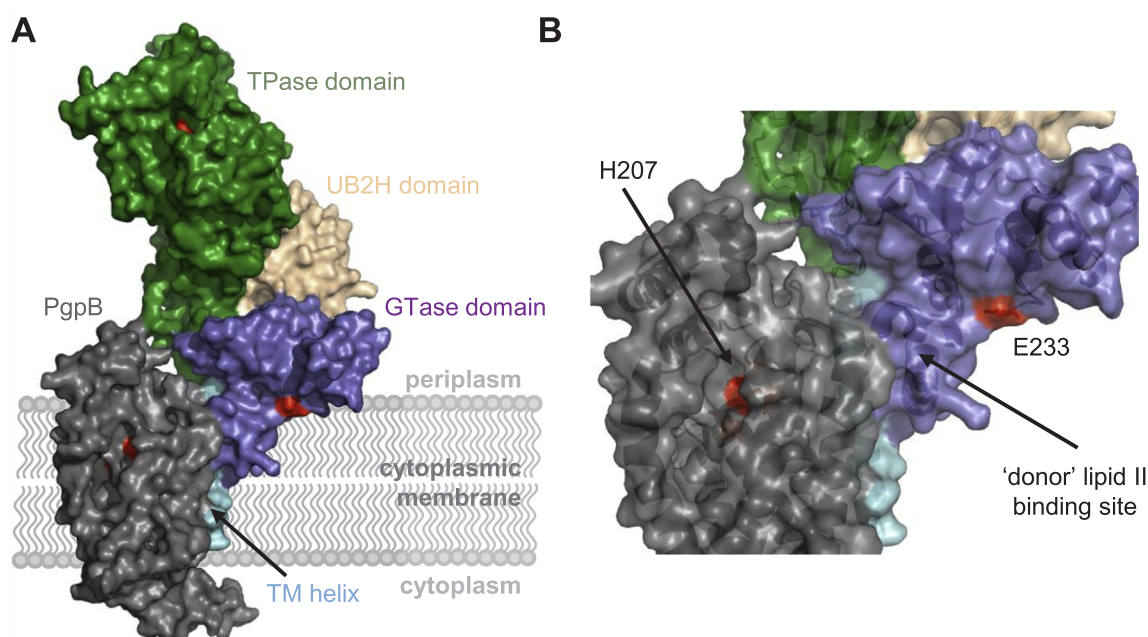 A
TPase domain
UB2H domain
PgpB
GTase domain
periplasm
cytoplasmic
membrane
cytoplasm
TM helix
B
H207
E233
‘donor’ lipid II
binding site